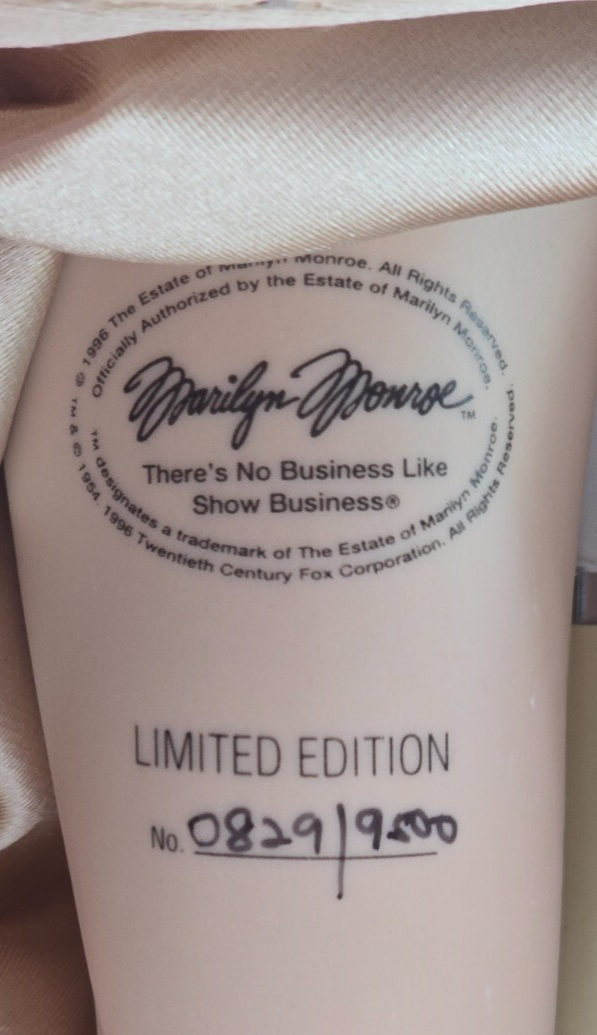 © 1996 The Estate of Marilyn Monroe. All Rights Reserved.
Officially Authorized by the Estate of Marilyn Monroe.
Marilyn Monroe™
There's No Business Like
Show Business®
™ designates a trademark of The Estate of Marilyn Monroe.
™ & © 1954, 1996 Twentieth Century Fox Corporation. All Rights Reserved.
LIMITED EDITION
No. 0829/9500